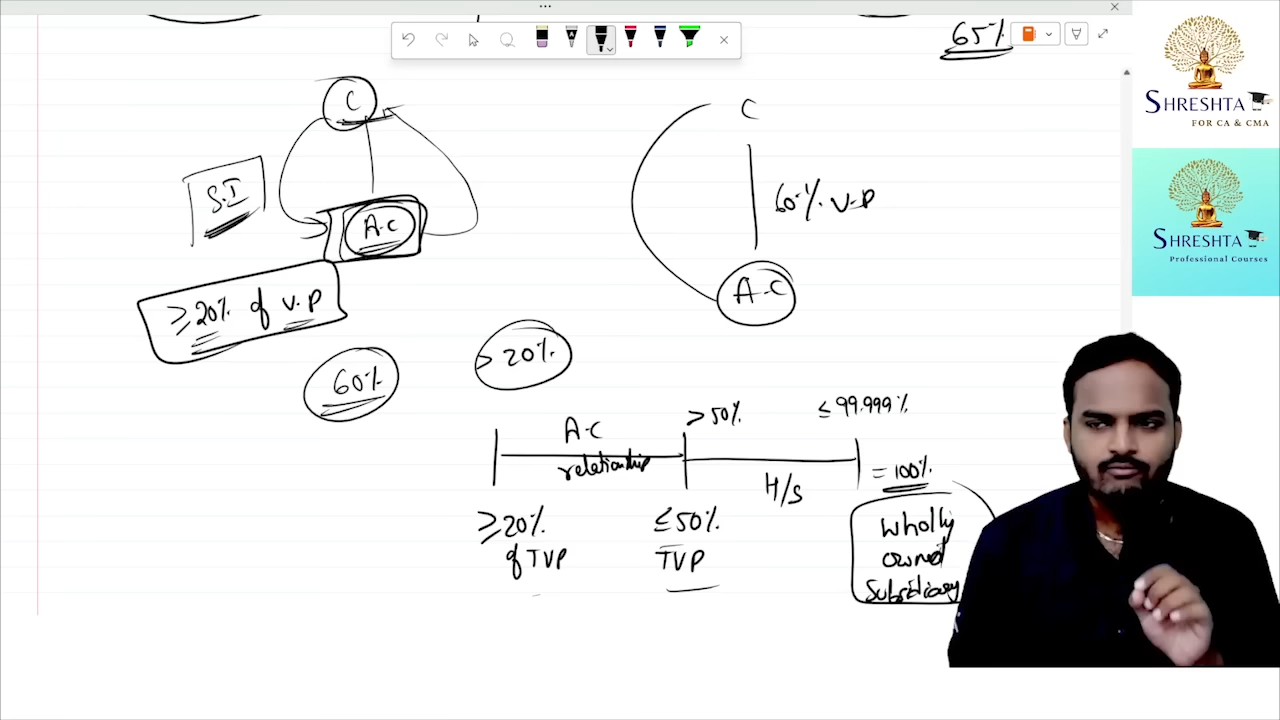 65%
C
S.I
A.C
≥20% of V.P
60%
C
60% V.P
A.C
> 20%
A.C
relationship
≥20%
of TVP
>50%
≤50%
TVP
≤99.999%
H/S
= 100%
Wholly
owned
Subsidiary
SHRESHTA
FOR CA & CMA
SHRESHTA
Professional Courses